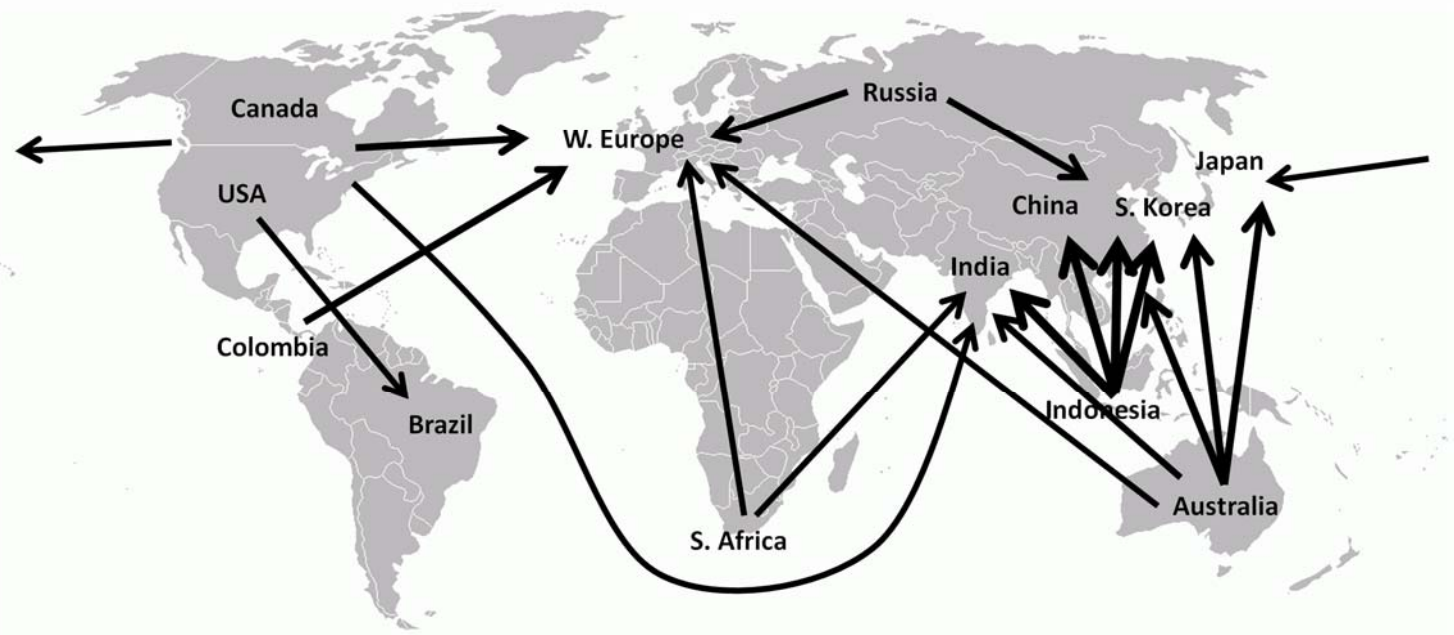 Canada
Russia
W. Europe
Japan
USA
China
S. Korea
India
Colombia
Indonesia
Brazil
Australia
S. Africa